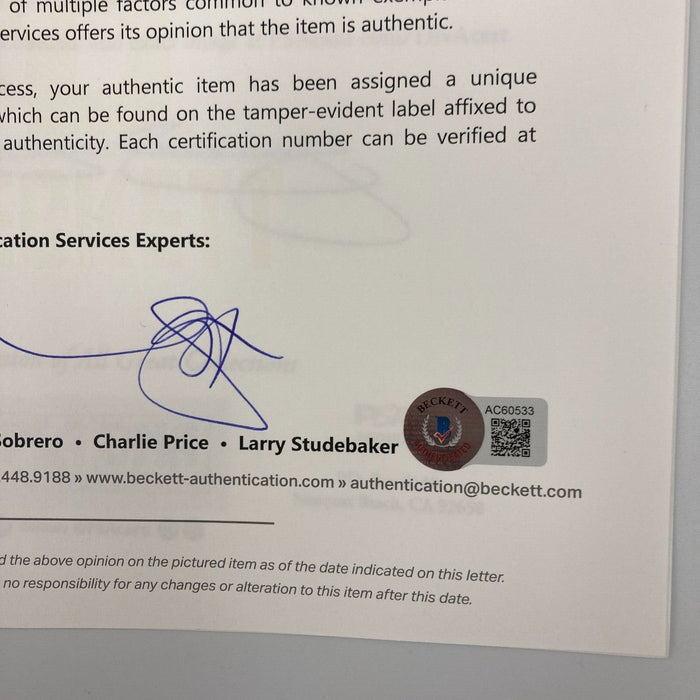 of multiple factors common to known
ervices offers its opinion that the item is authentic.
cess, your authentic item has been assigned a unique
which can be found on the tamper-evident label affixed to
authenticity. Each certification number can be verified at
cation Services Experts:
Sobrero • Charlie Price • Larry Studebaker
BECKETT
B
AUTHENTICATED
AC60533
.448.9188 » www.beckett-authentication.com » authentication@beckett.com
d the above opinion on the pictured item as of the date indicated on this letter.
no responsibility for any changes or alteration to this item after this date.